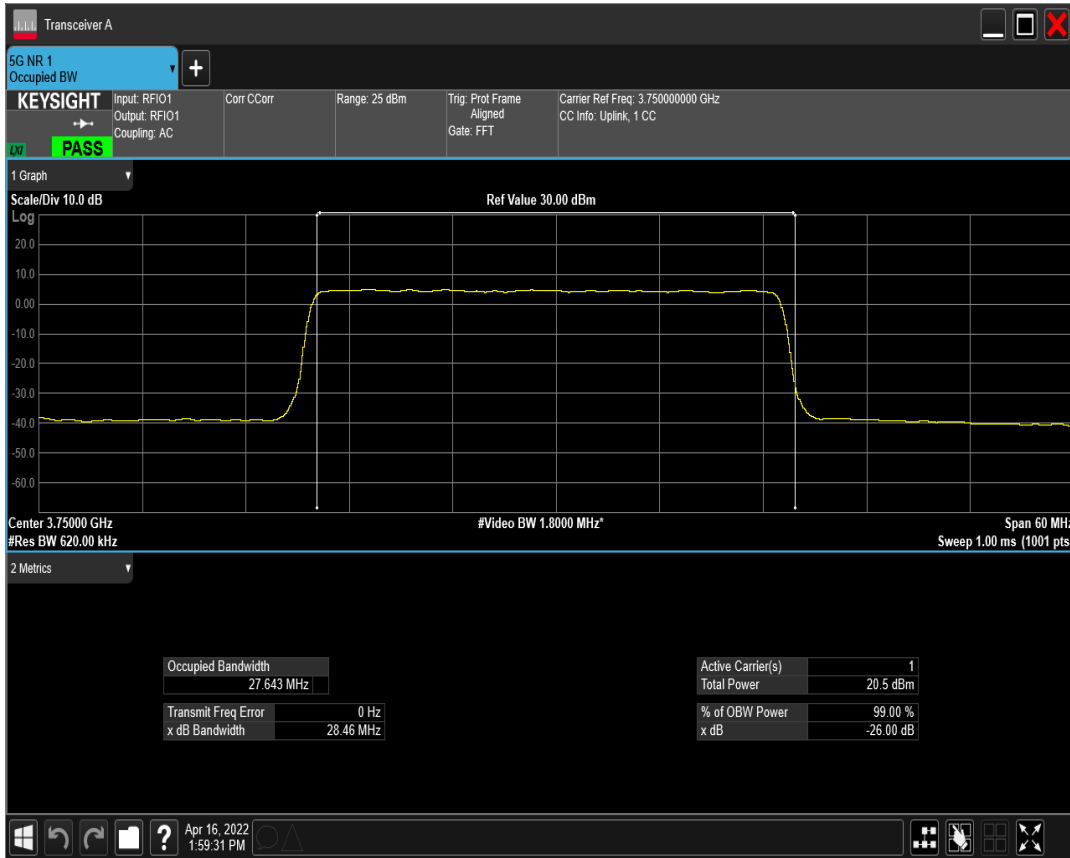 Transceiver A
5G NR 1
Occupied BW
+
KEYSIGHT
LXI
PASS
Input: RFIO1
Output: RFIO1
Coupling: AC
Corr CCorr
Range: 25 dBm
Trig: Prot Frame
Aligned
Gate: FFT
Carrier Ref Freq: 3.750000000 GHz
CC Info: Uplink, 1 CC
1 Graph
Scale/Div 10.0 dB
Ref Value 30.00 dBm
Log
20.0
10.0
0.00
-10.0
-20.0
-30.0
-40.0
-50.0
-60.0
Center 3.75000 GHz
#Video BW 1.8000 MHz*
Span 60 MHz
#Res BW 620.00 kHz
Sweep 1.00 ms (1001 pts
2 Metrics
Occupied Bandwidth
27.643 MHz
Transmit Freq Error 0 Hz
x dB Bandwidth 28.46 MHz
Active Carrier(s) 1
Total Power 20.5 dBm
% of OBW Power 99.00 %
x dB -26.00 dB
?
Apr 16, 2022
1:59:31 PM